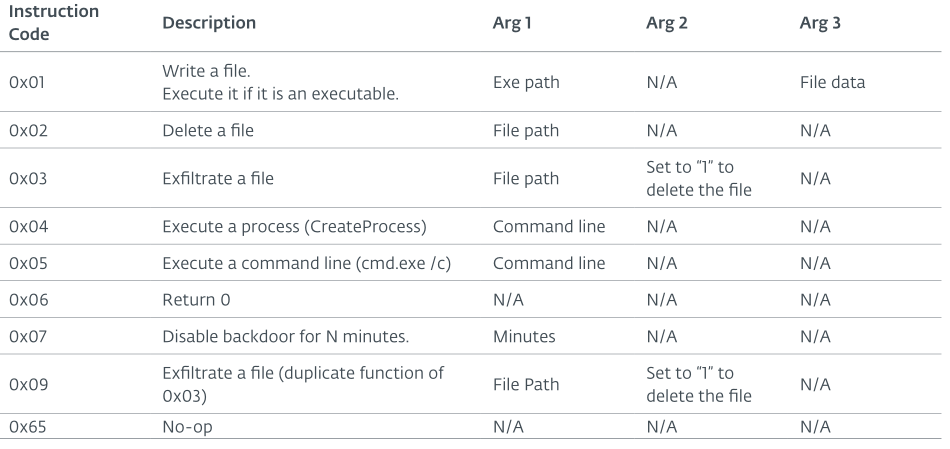 Instruction Code Description Arg 1 Arg 2 Arg 3
0x01 Write a file. Execute it if it is an executable. Exe path N/A File data
0x02 Delete a file File path N/A N/A
0x03 Exfiltrate a file File path Set to “1” to delete the file N/A
0x04 Execute a process (CreateProcess) Command line N/A N/A
0x05 Execute a command line (cmd.exe /c) Command line N/A N/A
0x06 Return 0 N/A N/A N/A
0x07 Disable backdoor for N minutes. Minutes N/A N/A
0x09 Exfiltrate a file (duplicate function of 0x03) File Path Set to “1” to delete the file N/A
0x65 No-op N/A N/A N/A